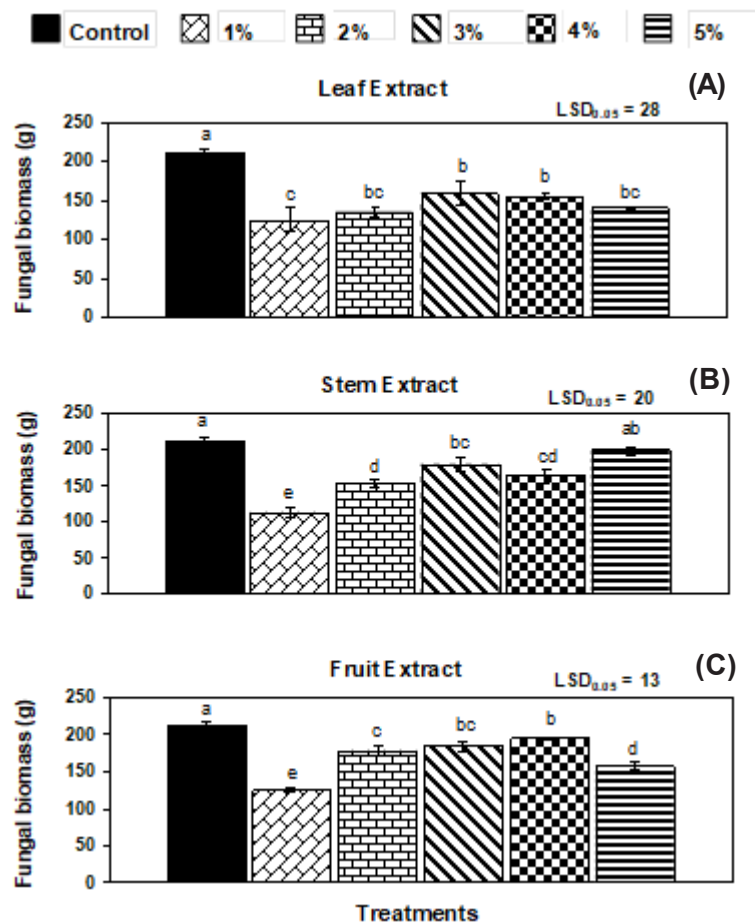 Control 1% 2% 3% 4% 5%
Leaf Extract (A)
LSD0.05 = 28
Fungal biomass (g)
250
200
150
100
50
0
a
c
bc
b
b
bc
Stem Extract (B)
LSD0.05 = 20
Fungal biomass (g)
250
200
150
100
50
0
a
e
d
bc
cd
ab
Fruit Extract (C)
LSD0.05 = 13
Fungal biomass (g)
250
200
150
100
50
0
a
e
c
bc
b
d
Treatments